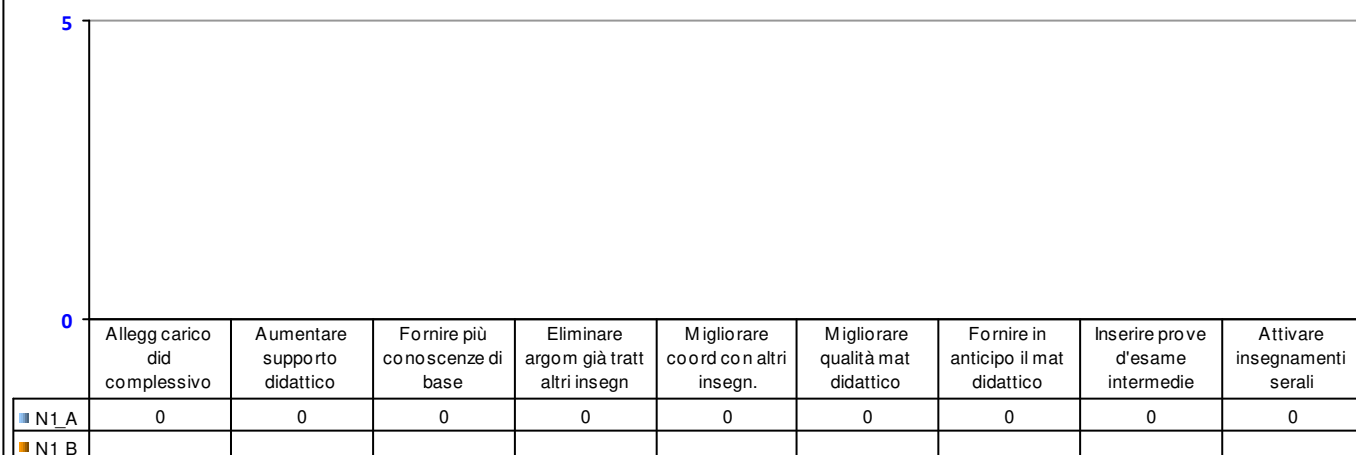 5
0
Allegg carico did complessivo
Aumentare supporto didattico
Fornire più conoscenze di base
Eliminare argom già tratt altri insegn
Migliorare coord con altri insegn.
Migliorare qualità mat didattico
Fornire in anticipo il mat didattico
Inserire prove d'esame intermedie
Attivare insegnamenti serali
N1_A 0 0 0 0 0 0 0 0 0
N1_B